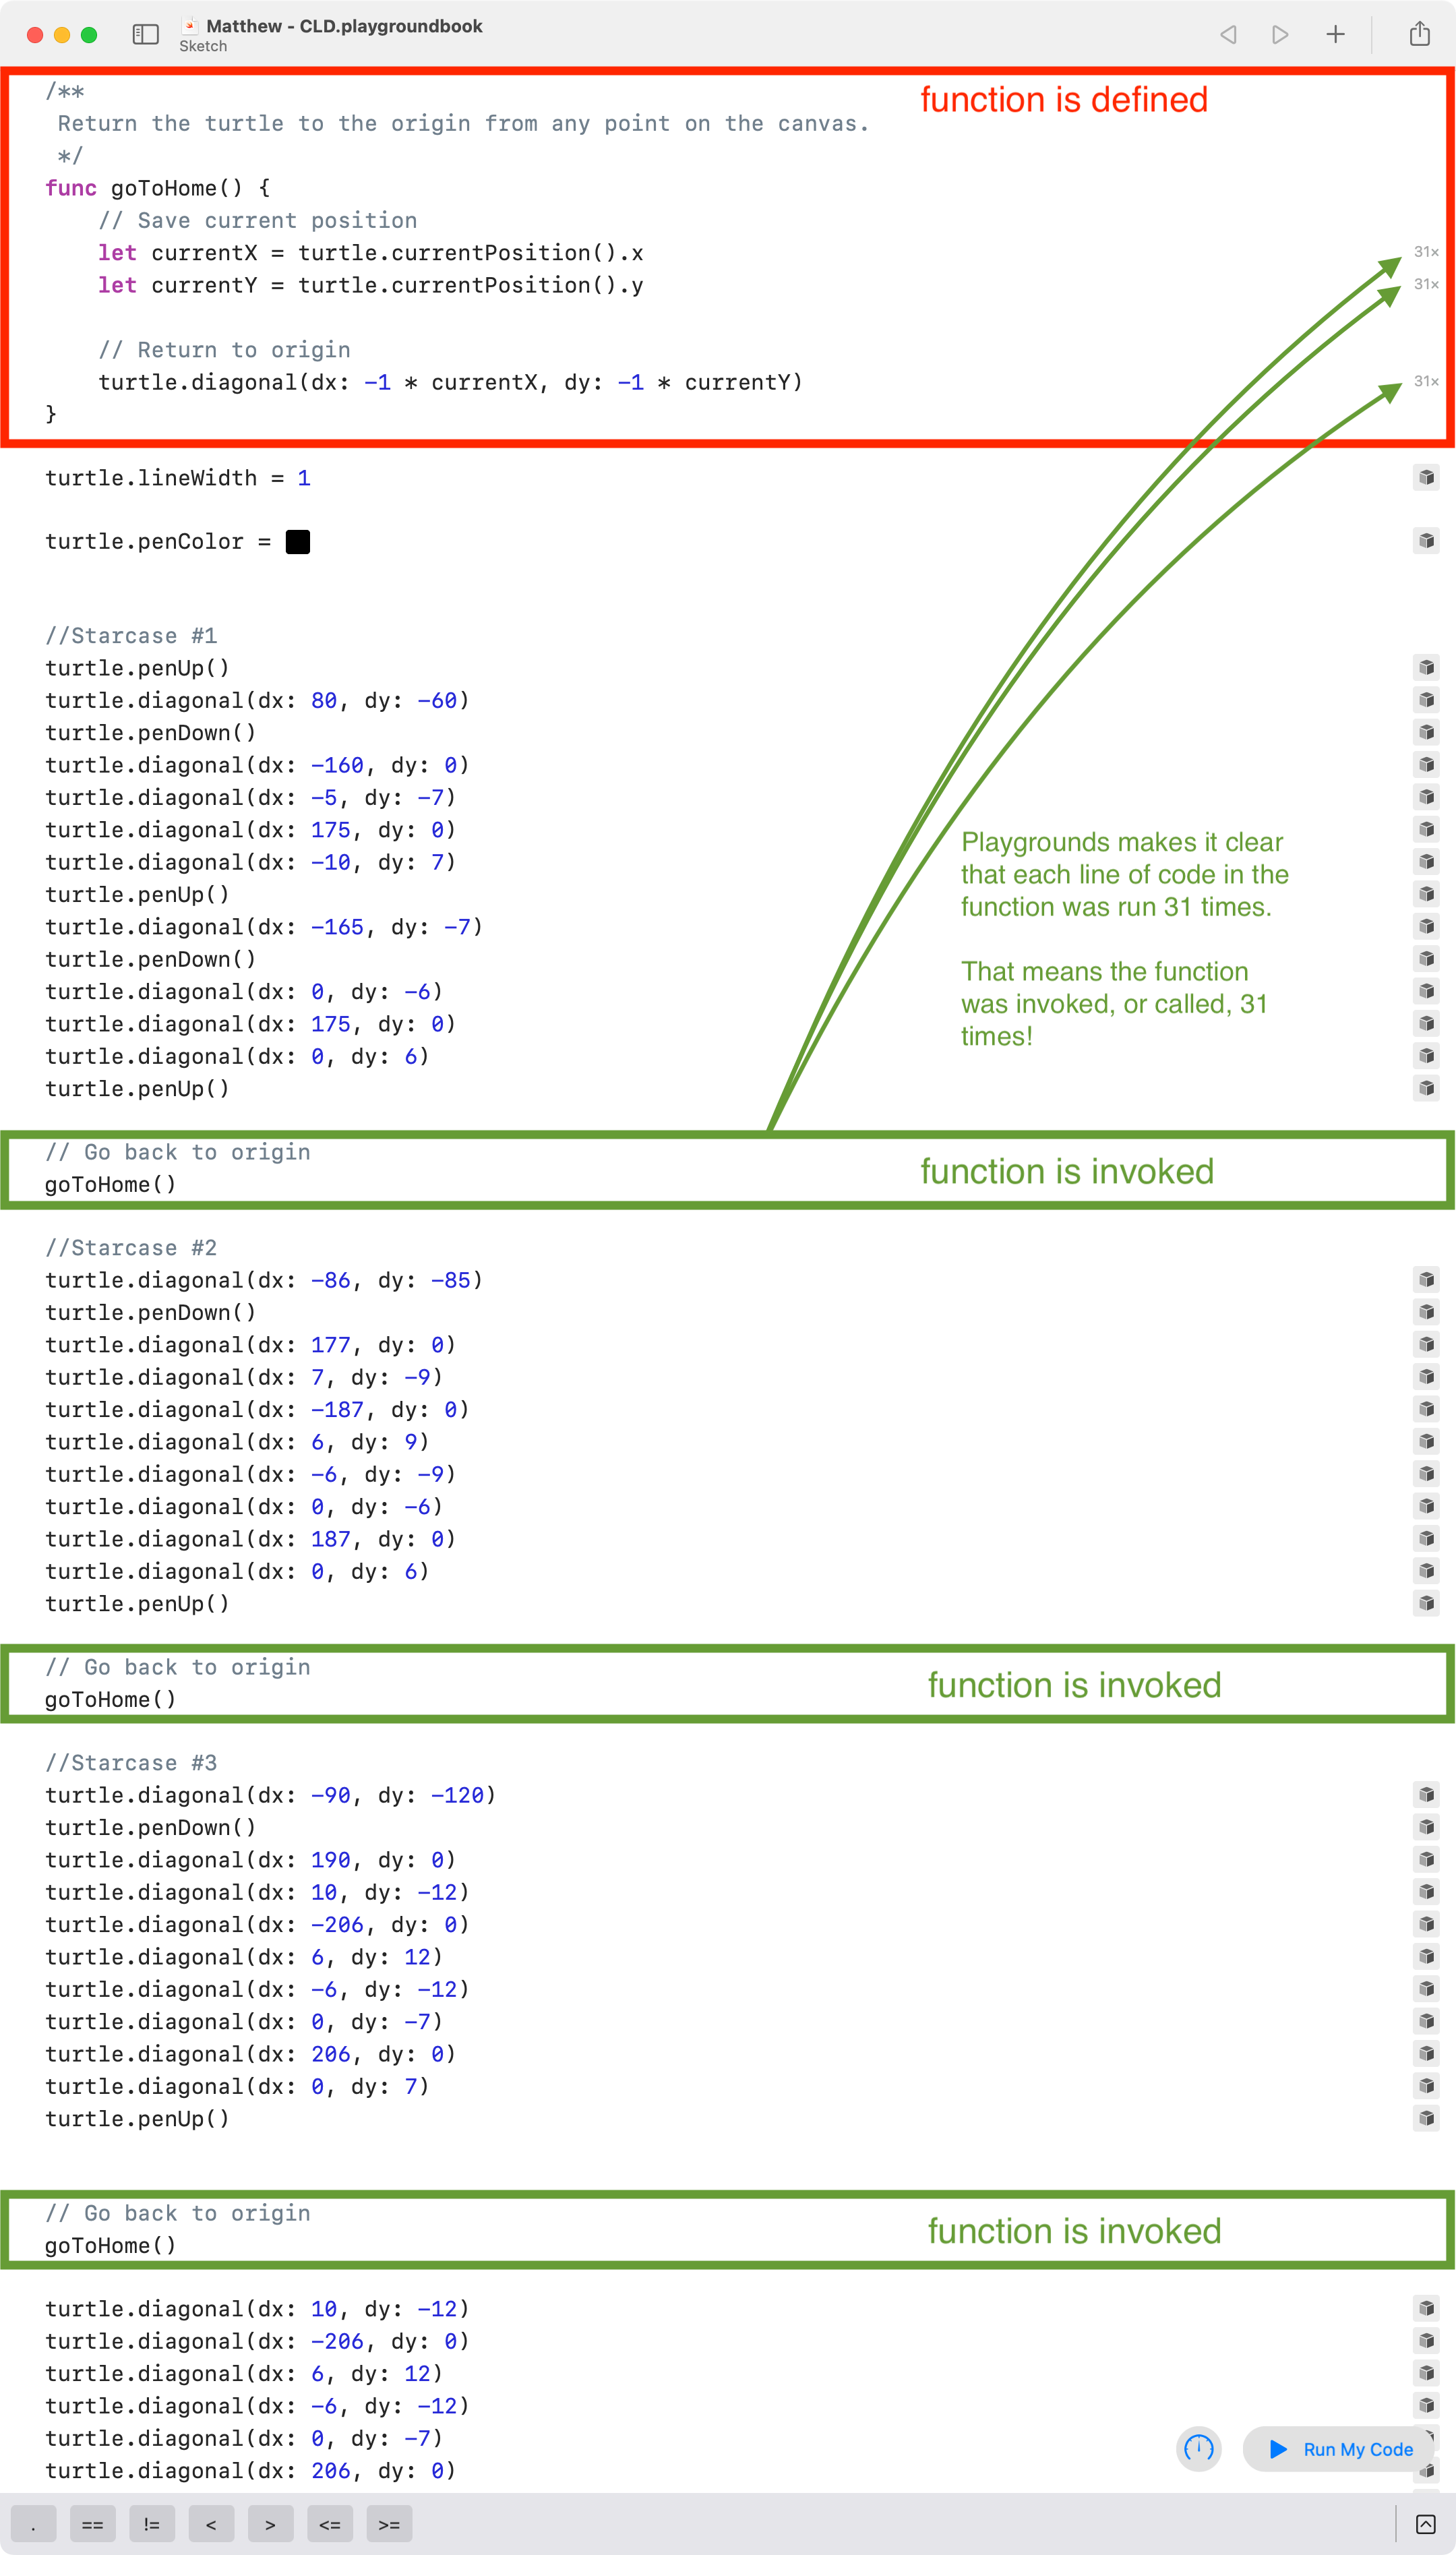 Matthew - CLD.playgroundbook
Sketch
/**
function is defined
Return the turtle to the origin from any point on the canvas.
*/
func goToHome() {
// Save current position
let currentX = turtle.currentPosition().x
31×
let currentY = turtle.currentPosition().y
31×
// Return to origin
turtle.diagonal(dx: -1 * currentX, dy: -1 * currentY)
31×
}
turtle.lineWidth = 1
turtle.penColor =
//Starcase #1
turtle.penUp()
turtle.diagonal(dx: 80, dy: -60)
turtle.penDown()
turtle.diagonal(dx: -160, dy: 0)
turtle.diagonal(dx: -5, dy: -7)
turtle.diagonal(dx: 175, dy: 0)
turtle.diagonal(dx: -10, dy: 7)
turtle.penUp()
turtle.diagonal(dx: -165, dy: -7)
turtle.penDown()
turtle.diagonal(dx: 0, dy: -6)
turtle.diagonal(dx: 175, dy: 0)
turtle.diagonal(dx: 0, dy: 6)
turtle.penUp()
Playgrounds makes it clear
that each line of code in the
function was run 31 times.
That means the function
was invoked, or called, 31
times!
// Go back to origin
goToHome()
function is invoked
//Starcase #2
turtle.diagonal(dx: -86, dy: -85)
turtle.penDown()
turtle.diagonal(dx: 177, dy: 0)
turtle.diagonal(dx: 7, dy: -9)
turtle.diagonal(dx: -187, dy: 0)
turtle.diagonal(dx: 6, dy: 9)
turtle.diagonal(dx: -6, dy: -9)
turtle.diagonal(dx: 0, dy: -6)
turtle.diagonal(dx: 187, dy: 0)
turtle.diagonal(dx: 0, dy: 6)
turtle.penUp()
// Go back to origin
goToHome()
function is invoked
//Starcase #3
turtle.diagonal(dx: -90, dy: -120)
turtle.penDown()
turtle.diagonal(dx: 190, dy: 0)
turtle.diagonal(dx: 10, dy: -12)
turtle.diagonal(dx: -206, dy: 0)
turtle.diagonal(dx: 6, dy: 12)
turtle.diagonal(dx: -6, dy: -12)
turtle.diagonal(dx: 0, dy: -7)
turtle.diagonal(dx: 206, dy: 0)
turtle.diagonal(dx: 0, dy: 7)
turtle.penUp()
// Go back to origin
goToHome()
function is invoked
turtle.diagonal(dx: 10, dy: -12)
turtle.diagonal(dx: -206, dy: 0)
turtle.diagonal(dx: 6, dy: 12)
turtle.diagonal(dx: -6, dy: -12)
turtle.diagonal(dx: 0, dy: -7)
turtle.diagonal(dx: 206, dy: 0)
Run My Code
. == != < > <= >=